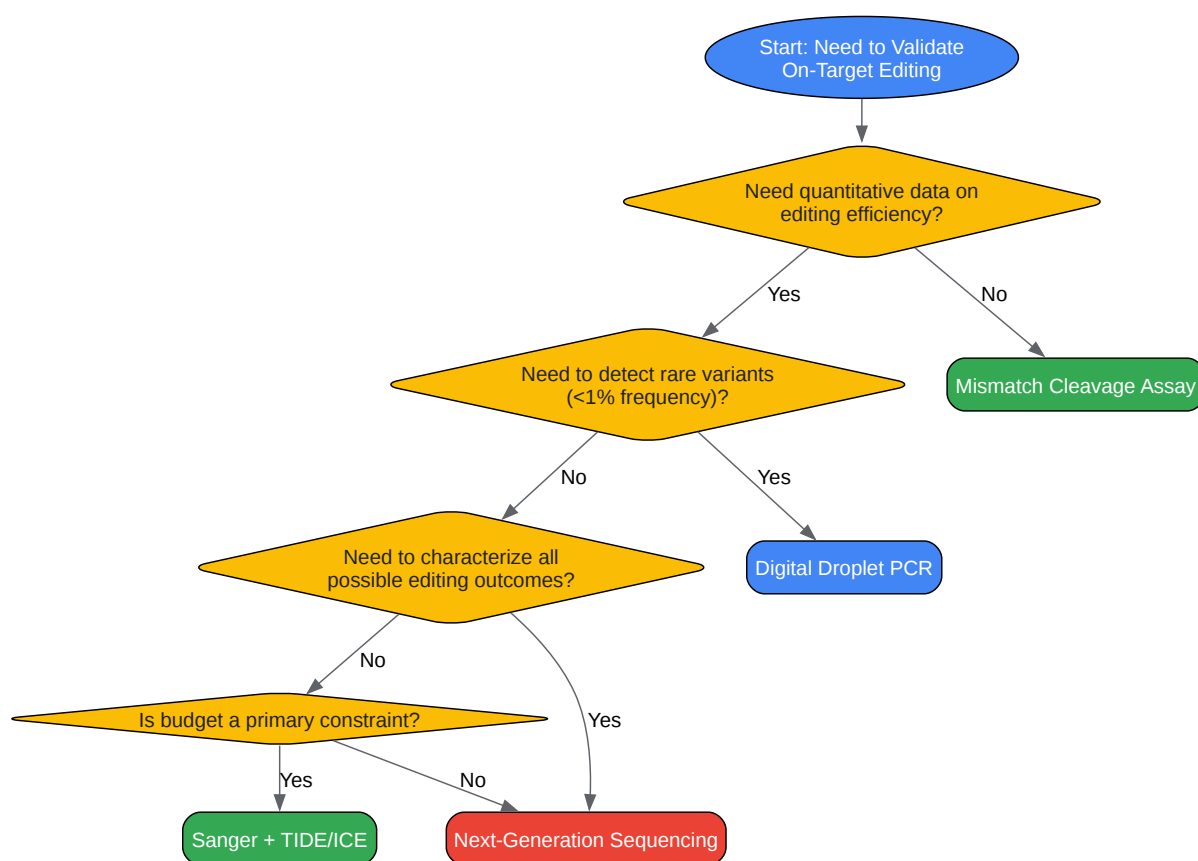 Start: Need to Validate
On-Target Editing
Need quantitative data on
editing efficiency?
Yes
No
Need to detect rare variants
(<1% frequency)?
Mismatch Cleavage Assay
No
Yes
Need to characterize all
possible editing outcomes?
Digital Droplet PCR
No
Yes
Is budget a primary constraint?
Yes
No
Sanger + TIDE/ICE
Next-Generation Sequencing